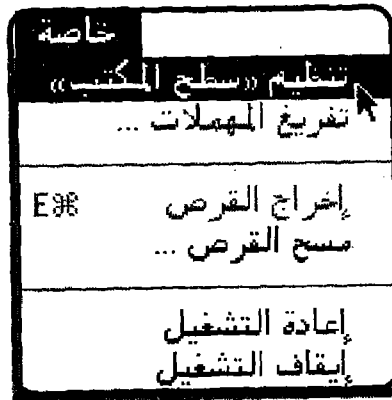 خاصة
تنظيم «سطح المكتب»
تفريغ المهملات ...
إخراج القرص E⌘
مسح القرص ...
إعادة التشغيل
إيقاف التشغيل